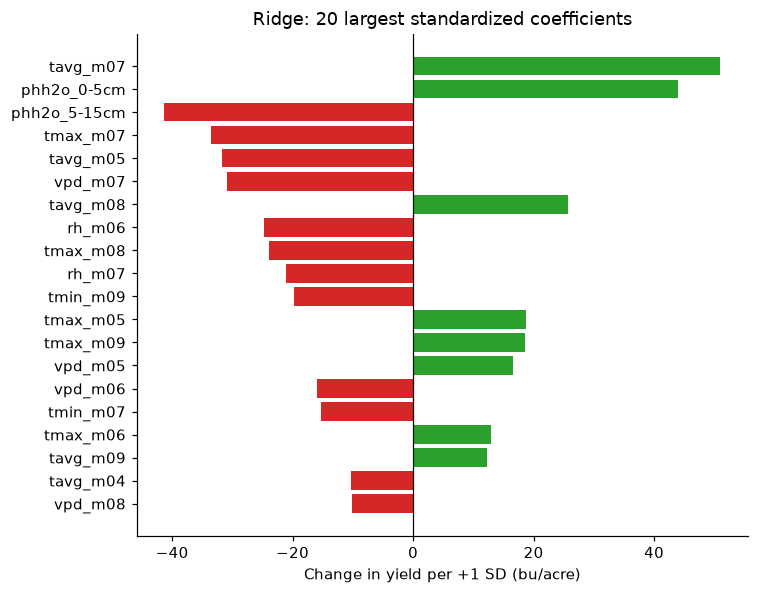 Ridge: 20 largest standardized coefficients
tavg_m07
phh2o_0-5cm
phh2o_5-15cm
tmax_m07
tavg_m05
vpd_m07
tavg_m08
rh_m06
tmax_m08
rh_m07
tmin_m09
tmax_m05
tmax_m09
vpd_m05
vpd_m06
tmin_m07
tmax_m06
tavg_m09
tavg_m04
vpd_m08
−40 −20 0 20 40
Change in yield per +1 SD (bu/acre)